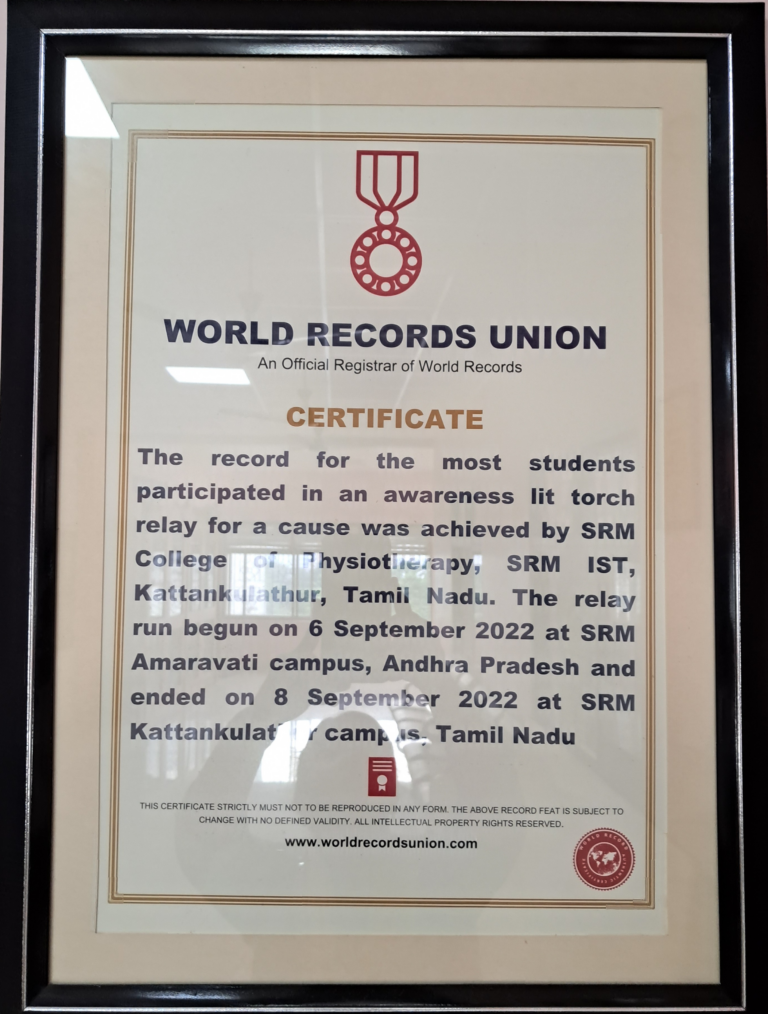 WORLD RECORDS UNION
An Official Registrar of World Records
CERTIFICATE
The record for the most students
participated in an awareness lit torch
relay for a cause was achieved by SRM
College of Physiotherapy, SRM IST,
Kattankulathur, Tamil Nadu. The relay
run begun on 6 September 2022 at SRM
Amaravati campus, Andhra Pradesh and
ended on 8 September 2022 at SRM
Kattankulathur campus, Tamil Nadu
THIS CERTIFICATE STRICTLY MUST NOT TO BE REPRODUCED IN ANY FORM. THE ABOVE RECORD FEAT IS SUBJECT TO
CHANGE WITH NO DEFINED VALIDITY. ALL INTELLECTUAL PROPERTY RIGHTS RESERVED.
www.worldrecordsunion.com
WORLD RECORD